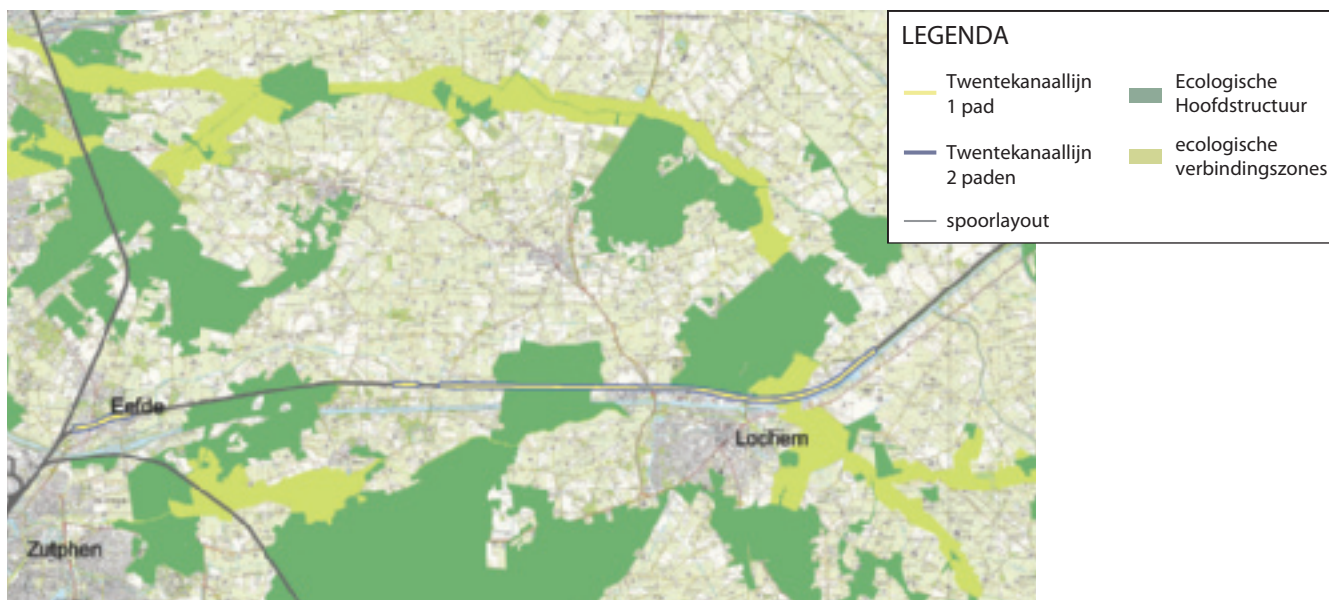 LEGENDA
Twentekanaallijn
1 pad
Twentekanaallijn
2 paden
spoorlayout
Ecologische
Hoofdstructuur
ecologische
verbindingszones
Eefde
Lochem
Zutphen